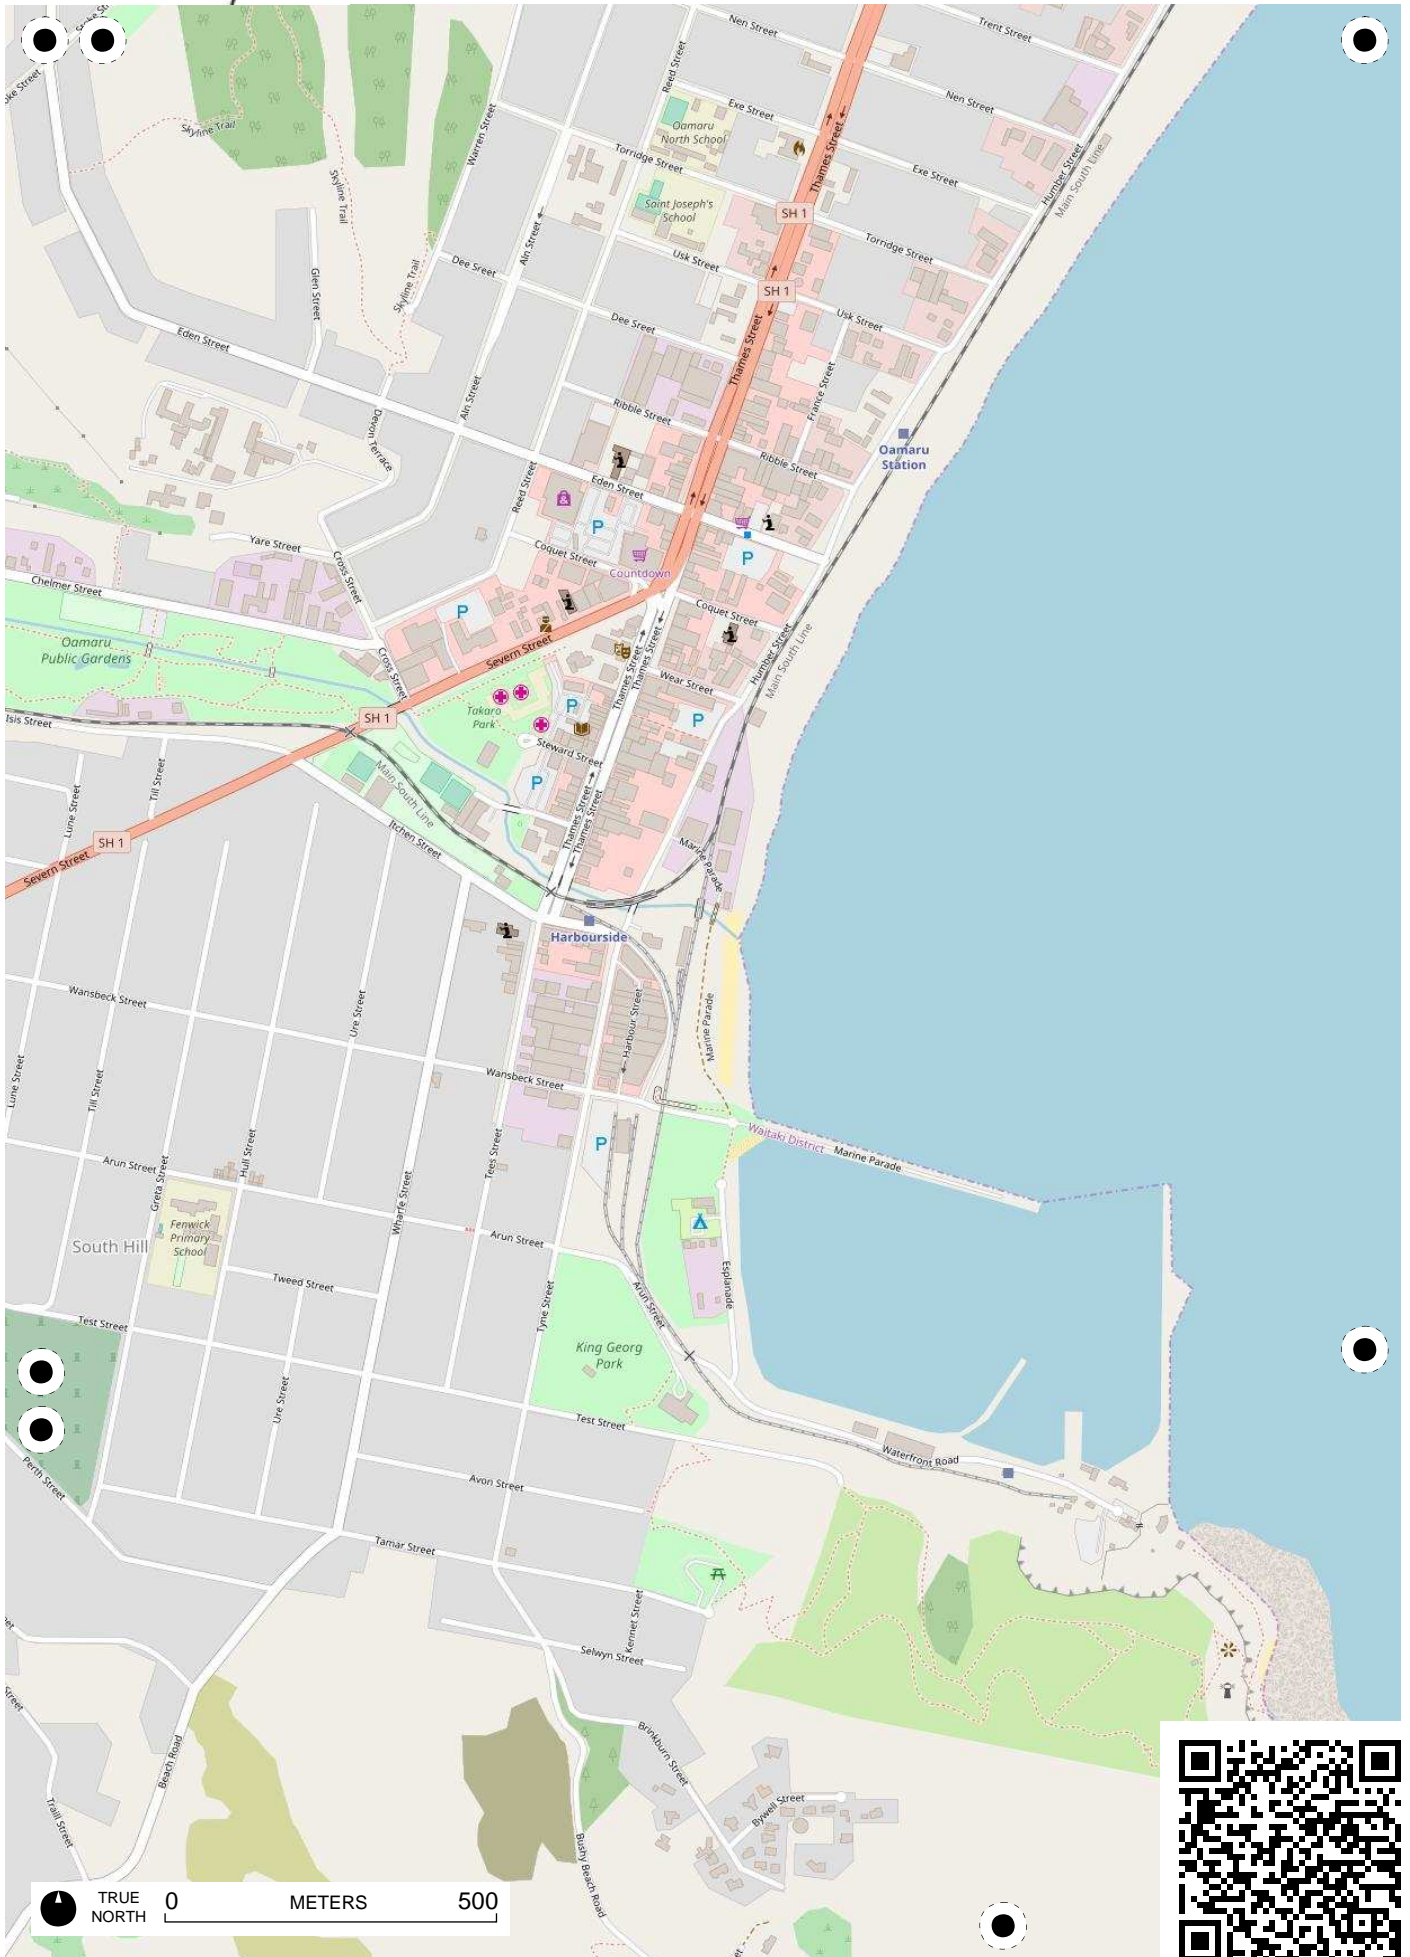 Nen Street
Trent Street
Reed Street
Exe Street
Nen Street
Oamaru
North School
Warren Street
Skyline Trail
Torridge Street
Thames Street
Exe Street
Humber Street
Main South Line
Skyline Trail
Saint Joseph's
School
SH 1
Aln Street
Torridge Street
Usk Street
Dee Sreet
Skyline Trail
Glen Street
SH 1
Usk Street
Dee Sreet
Eden Street
Thames Street
France Street
Aln Street
Ribble Street
Devon Terrace
Oamaru
Station
Ribble Street
Reed Street
Eden Street
P
P
Yare Street
Coquet Street
Countdown
Cross Street
Chelmer Street
P
Coquet Street
Oamaru
Public Gardens
Severn Street
Thames Street
Thames Street
Humber Street
Main South Line
Cross Street
Wear Street
Takaro
Park
P
P
Isis Street
SH 1
Steward Street
Till Street
Lune Street
Main South Line
P
Thames Street
Thames Street
Itchen Street
SH 1
Marine Parade
Severn Street
Harbourside
Wansbeck Street
Ure Street
Harbour Street
Marine Parade
Lune Street
Till Street
Wansbeck Street
Waitaki District
Marine Parade
P
Hull Street
Tees Street
Arun Street
Greta Street
Wharfe Street
Fenwick
Primary
School
Arun Street
South Hill
Tweed Street
Esplanade
Tyne Street
Arun Street
Test Street
King Georg
Park
Ure Street
Test Street
Waterfront Road
Perth Street
Avon Street
Tamar Street
Kennet Street
Selwyn Street
Street
Brinkburn Street
Beach Road
Bywell Street
Traill Street
Bushy Beach Road
TRUE
NORTH
0
METERS
500